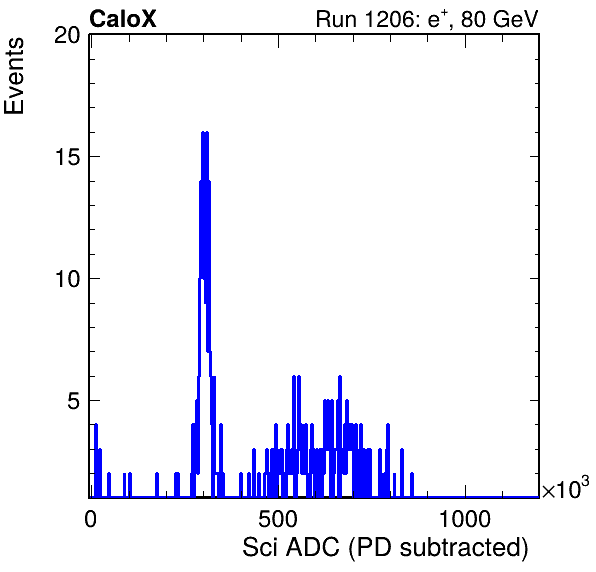 CaloX Run 1206: e⁺, 80 GeV
Events
20
15
10
5
0 500 1000 ×10³
Sci ADC (PD subtracted)